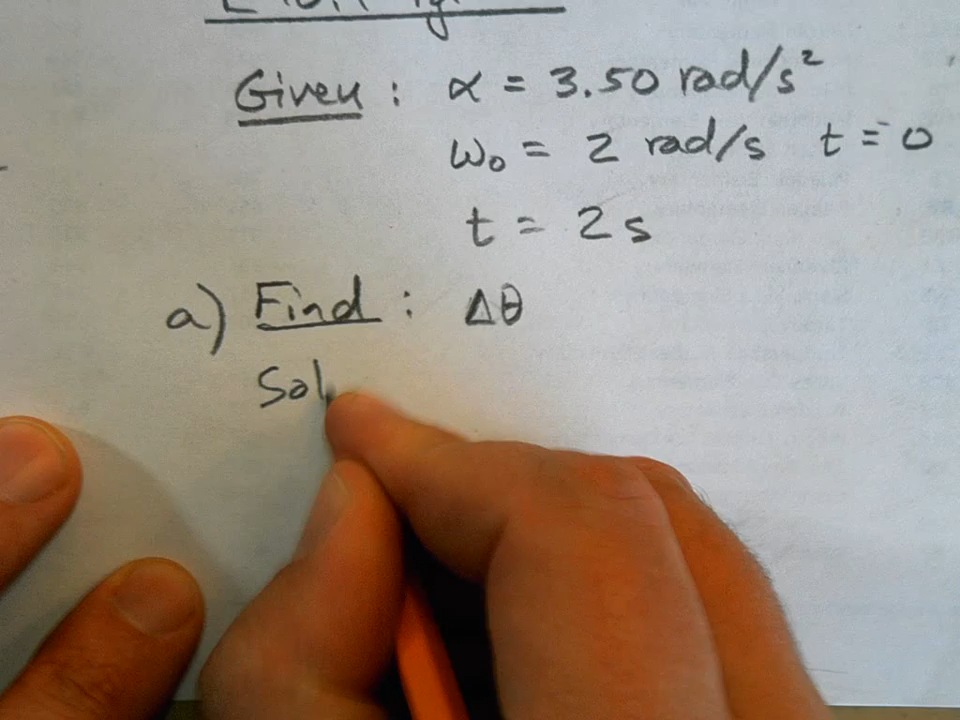 Given : α = 3.50 rad/s²
ω₀ = 2 rad/s t = 0
t = 2 s
a) Find : Δθ
Sol